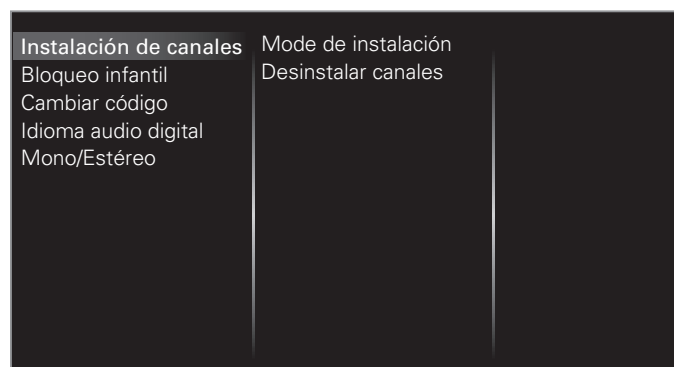 Instalación de canales
Bloqueo infantil
Cambiar código
Idioma audio digital
Mono/Estéreo
Mode de instalación
Desinstalar canales